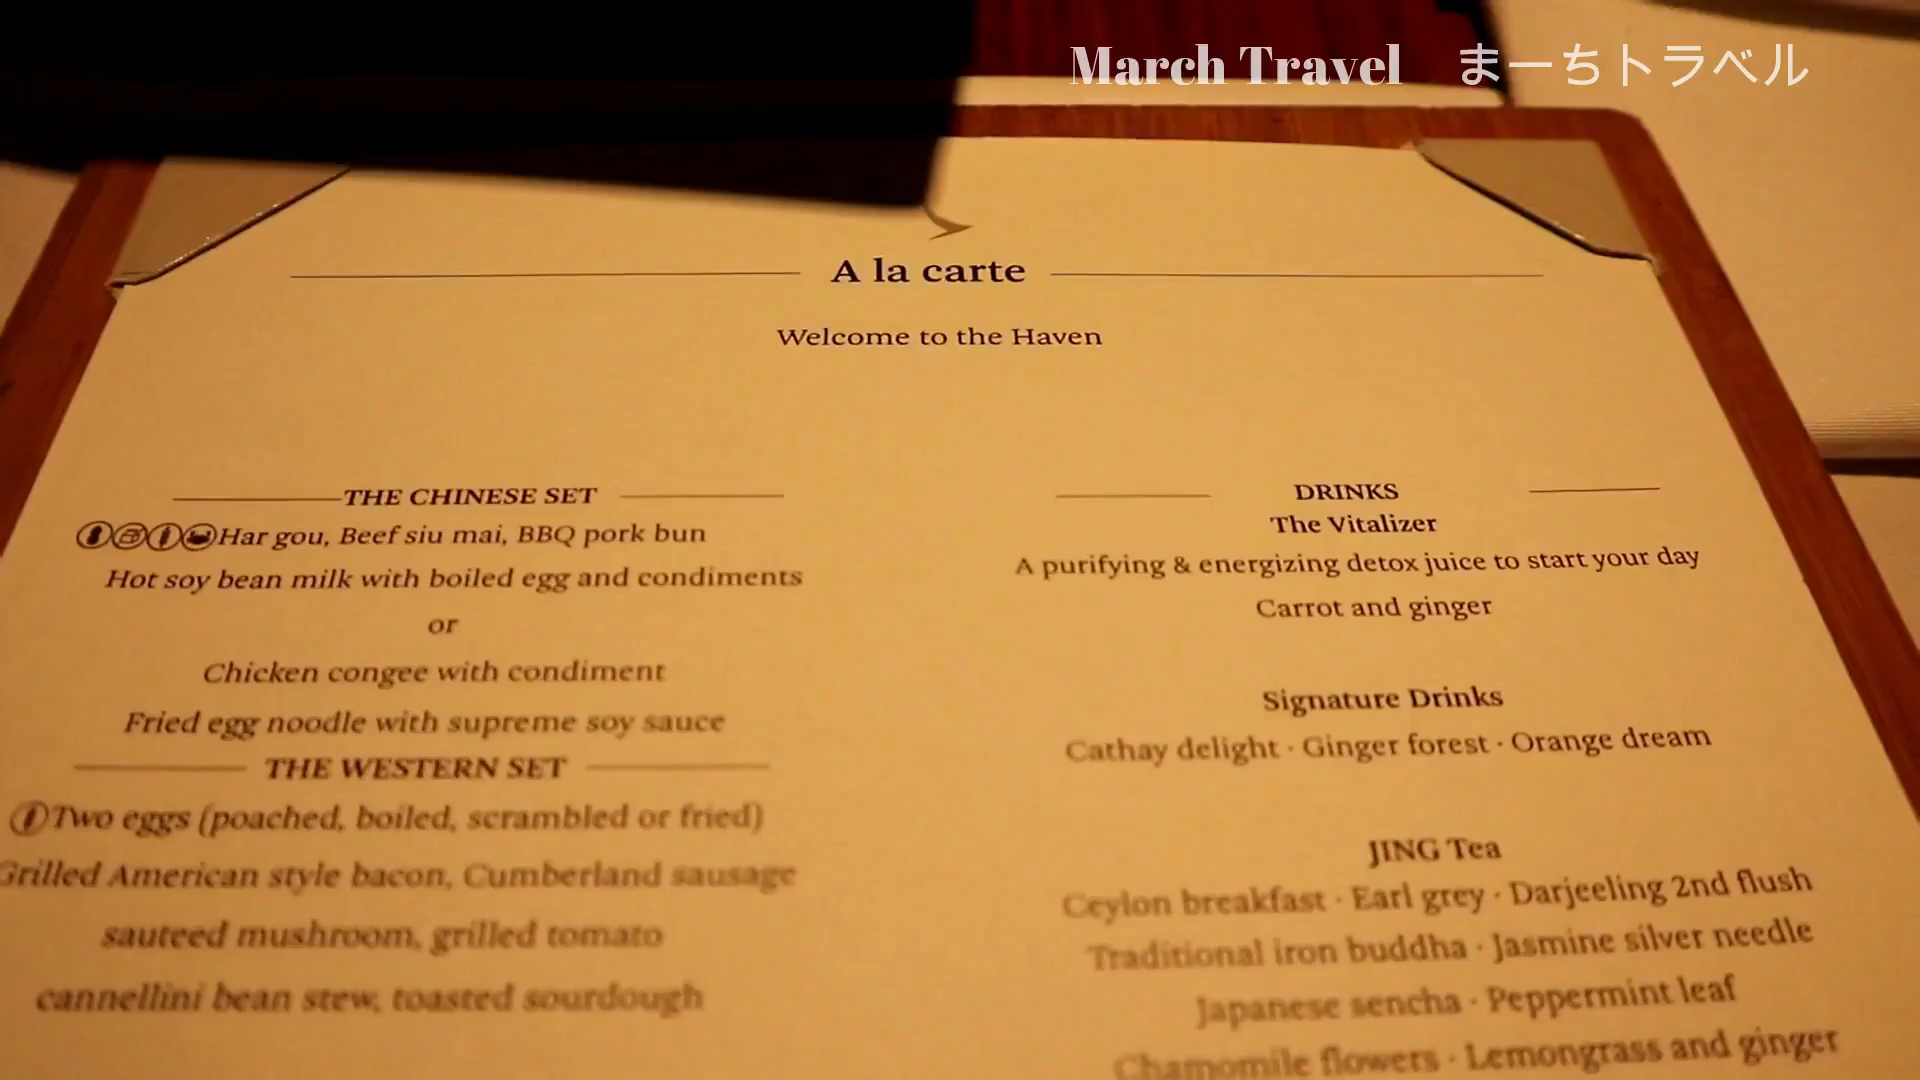 March Travel まーちトラベル
A la carte
Welcome to the Haven
THE CHINESE SET
Har gou, Beef siu mai, BBQ pork bun
Hot soy bean milk with boiled egg and condiments
or
Chicken congee with condiment
Fried egg noodle with supreme soy sauce
THE WESTERN SET
Two eggs (poached, boiled, scrambled or fried)
Grilled American style bacon, Cumberland sausage
sauteed mushroom, grilled tomato
cannellini bean stew, toasted sourdough
DRINKS
The Vitalizer
A purifying & energizing detox juice to start your day
Carrot and ginger
Signature Drinks
Cathay delight · Ginger forest · Orange dream
JING Tea
Ceylon breakfast · Earl grey · Darjeeling 2nd flush
Traditional iron buddha · Jasmine silver needle
Japanese sencha · Peppermint leaf
Chamomile flowers · Lemongrass and ginger